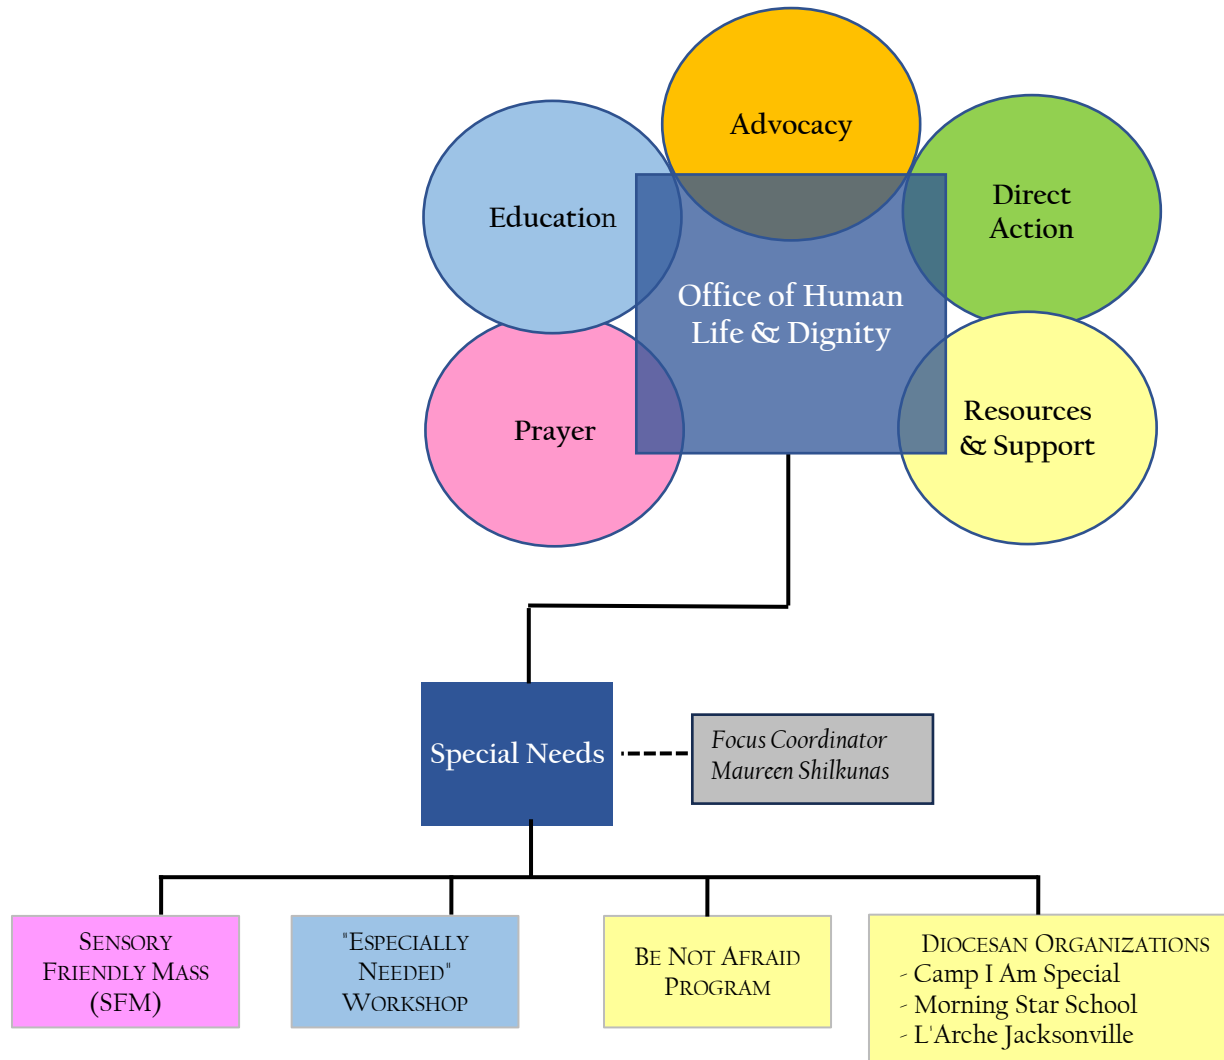 Advocacy
Education
Direct
Action
Office of Human
Life & Dignity
Prayer
Resources
& Support
Special Needs
Focus Coordinator
Maureen Shilkunas
SENSORY
FRIENDLY MASS
(SFM)
"ESPECIALLY
NEEDED"
WORKSHOP
BE NOT AFRAID
PROGRAM
DIOCESAN ORGANIZATIONS
- Camp I Am Special
- Morning Star School
- L'Arche Jacksonville